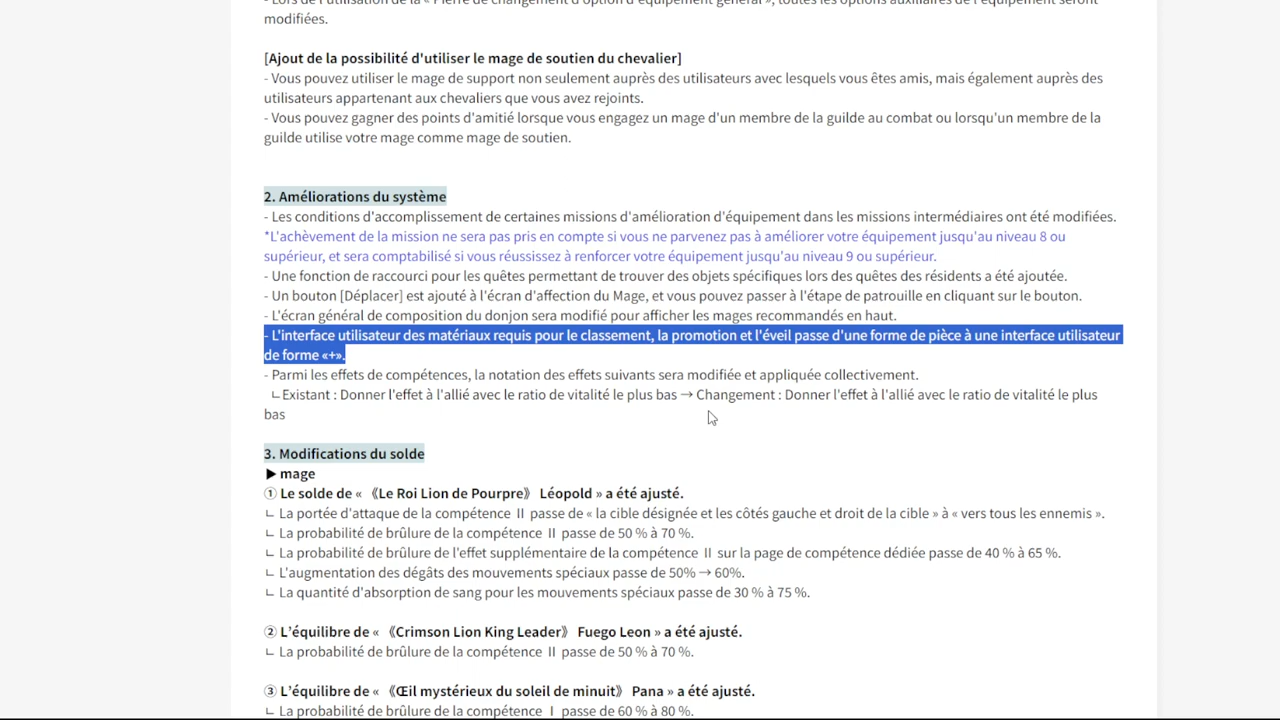 - Lors de l'utilisation de la « Pierre de changement d'option d'équipement général », toutes les options auxiliaires de l'équipement seront
modifiées.
[Ajout de la possibilité d'utiliser le mage de soutien du chevalier]
- Vous pouvez utiliser le mage de support non seulement auprès des utilisateurs avec lesquels vous êtes amis, mais également auprès des
utilisateurs appartenant aux chevaliers que vous avez rejoints.
- Vous pouvez gagner des points d'amitié lorsque vous engagez un mage d'un membre de la guilde au combat ou lorsqu'un membre de la
guilde utilise votre mage comme mage de soutien.
2. Améliorations du système
- Les conditions d'accomplissement de certaines missions d'amélioration d'équipement dans les missions intermédiaires ont été modifiées.
*L'achèvement de la mission ne sera pas pris en compte si vous ne parvenez pas à améliorer votre équipement jusqu'au niveau 8 ou
supérieur, et sera comptabilisé si vous réussissez à renforcer votre équipement jusqu'au niveau 9 ou supérieur.
- Une fonction de raccourci pour les quêtes permettant de trouver des objets spécifiques lors des quêtes des résidents a été ajoutée.
- Un bouton [Déplacer] est ajouté à l'écran d'affection du Mage, et vous pouvez passer à l'étape de patrouille en cliquant sur le bouton.
- L'écran général de composition du donjon sera modifié pour afficher les mages recommandés en haut.
- L'interface utilisateur des matériaux requis pour le classement, la promotion et l'éveil passe d'une forme de pièce à une interface utilisateur
de forme «+».
- Parmi les effets de compétences, la notation des effets suivants sera modifiée et appliquée collectivement.
ㄴExistant : Donner l'effet à l'allié avec le ratio de vitalité le plus bas → Changement : Donner l'effet à l'allié avec le ratio de vitalité le plus
bas
3. Modifications du solde
▶ mage
① Le solde de « 《Le Roi Lion de Pourpre》 Léopold » a été ajusté.
ㄴ La portée d'attaque de la compétence Ⅱ passe de « la cible désignée et les côtés gauche et droit de la cible » à « vers tous les ennemis ».
ㄴ La probabilité de brûlure de la compétence Ⅱ passe de 50 % à 70 %.
ㄴ La probabilité de brûlure de l'effet supplémentaire de la compétence Ⅱ sur la page de compétence dédiée passe de 40 % à 65 %.
ㄴ L'augmentation des dégâts des mouvements spéciaux passe de 50% → 60%.
ㄴ La quantité d'absorption de sang pour les mouvements spéciaux passe de 30 % à 75 %.
② L'équilibre de « 《Crimson Lion King Leader》 Fuego Leon » a été ajusté.
ㄴ La probabilité de brûlure de la compétence Ⅱ passe de 50 % à 70 %.
③ L'équilibre de « 《Œil mystérieux du soleil de minuit》 Pana » a été ajusté.
ㄴ La probabilité de brûlure de la compétence Ⅰ passe de 60 % à 80 %.